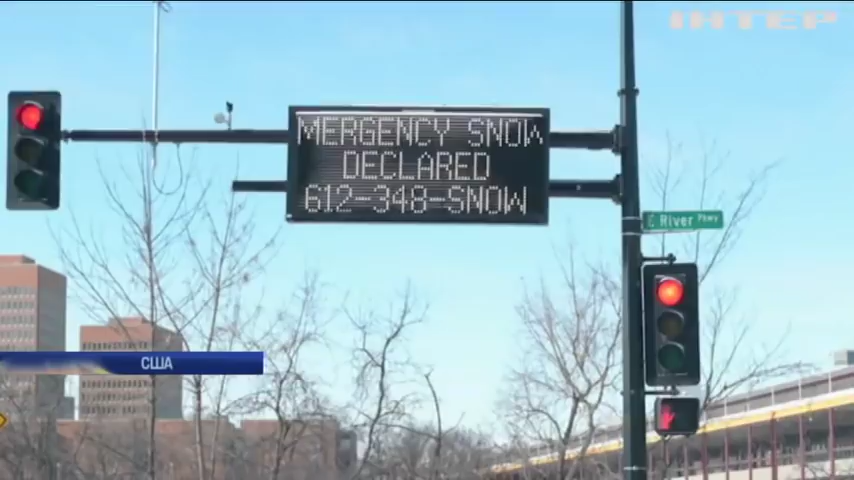 ІНТЕР
MERGENCY SNOW
DECLARED
612-348-SNOW
E River Pkwy
США